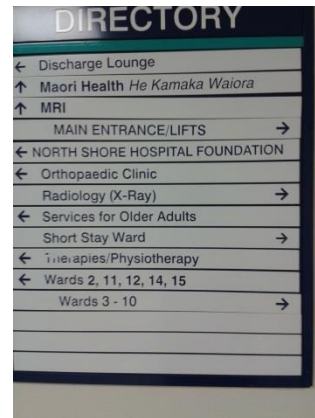 DIRECTORY
← Discharge Lounge
↑ Maori Health He Kamaka Waiora
↑ MRI
MAIN ENTRANCE/LIFTS →
← NORTH SHORE HOSPITAL FOUNDATION
← Orthopaedic Clinic
Radiology (X-Ray) →
← Services for Older Adults
Short Stay Ward →
← Therapies/Physiotherapy
← Wards 2, 11, 12, 14, 15
Wards 3 - 10 →